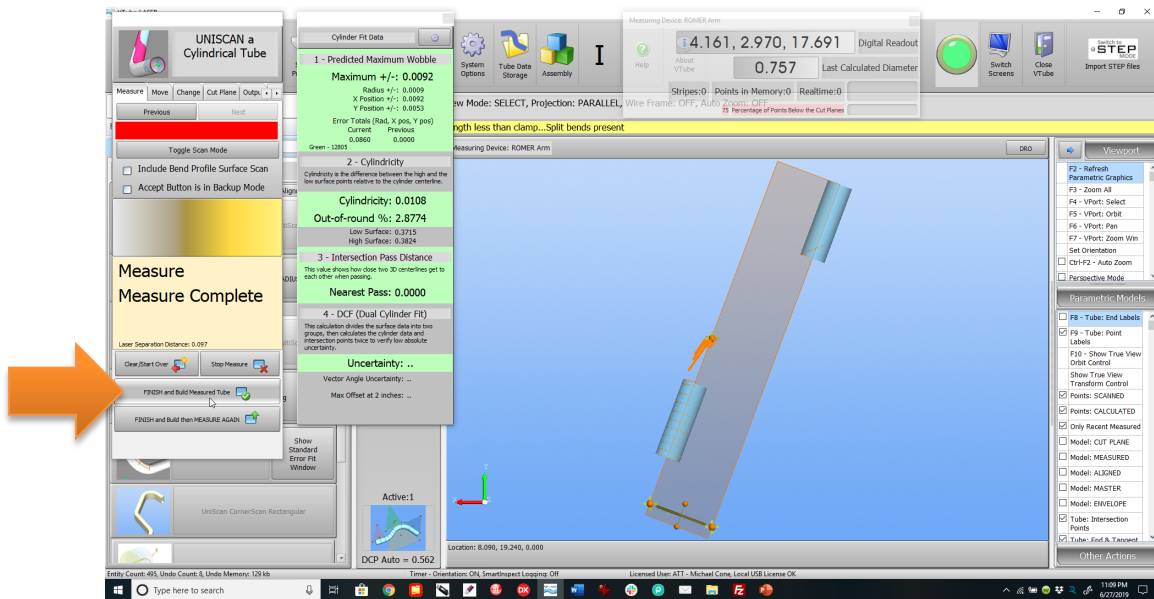 VTube LASER
UNISCAN a
Cylindrical Tube
Measure
Move
Change
Cut Plane
Previous
Next
Toggle Scan Mode
Include Bend Profile Surface Scan
Accept Button is in Backup Mode
Measure
Measure Complete
Laser Separation Distance: 0.097
Clear/Start Over
Stop Measure
FINISH and Build Measured Tube
FINISH and Build then MEASURE AGAIN
Cylinder Fit Data
1 - Predicted Maximum Wobble
Maximum +/-: 0.0092
Radius +/-: 0.0009
X Position +/-: 0.0092
Y Position +/-: 0.0053
Error Totals (Rad, X pos, Y pos)
Current Previous
0.0860 0.0000
Green - 12805
2 - Cylindricity
Cylindricity is the difference between the high and the
low surface points relative to the cylinder centerline.
Cylindricity: 0.0108
Out-of-round %: 2.8774
Low Surface: 0.3715
High Surface: 0.3824
3 - Intersection Pass Distance
This value shows how close two 3D centerlines get to
each other when passing.
Nearest Pass: 0.0000
4 - DCF (Dual Cylinder Fit)
This calculation divides the surface data into two
groups, then calculates the cylinder data and
intersection points twice to verify low absolute
uncertainty.
Uncertainty: ..
Vector Angle Uncertainty: ..
Max Offset at 2 inches: ..
System
Options
Tube Data
Storage
Assembly
I
Measuring Device: ROMER Arm
Help
About
VTube
4.161, 2.970, 17.691
Digital Readout
0.757
Last Calculated Diameter
Stripes:0
Points in Memory:0
Realtime:0
75 Percentage of Points Below the Cut Planes
Switch
Screens
Close
VTube
Switch to
STEP
MODE
Import STEP files
ew Mode: SELECT, Projection: PARALLEL, Wire Frame: OFF, Auto Zoom: OFF
ngth less than clamp...Split bends present
Measuring Device: ROMER Arm
DRO
Viewport
F2 - Refresh
Parametric Graphics
F3 - Zoom All
F4 - VPort: Select
F5 - VPort: Orbit
F6 - VPort: Pan
F7 - VPort: Zoom Win
Set Orientation
Ctrl-F2 - Auto Zoom
Perspective Mode
Parametric Models
F8 - Tube: End Labels
F9 - Tube: Point
Labels
F10 - Show True View
Orbit Control
Show True View
Transform Control
Points: SCANNED
Points: CALCULATED
Only Recent Measured
Model: CUT PLANE
Model: MEASURED
Model: ALIGNED
Model: MASTER
Model: ENVELOPE
Tube: Intersection
Points
Tube: End & Tangent
Other Actions
Show
Standard
Error Fit
Window
UniScan CornerScan Rectangular
Active:1
DCP Auto = 0.562
Y
X
Location: 8.090, 19.240, 0.000
Entity Count: 495, Undo Count: 8, Undo Memory: 129 kb
Timer - Orientation: ON, SmartInspect Logging: Off
Licensed User: ATT - Michael Cone, Local USB License OK
Type here to search
11:09 PM
6/27/2019